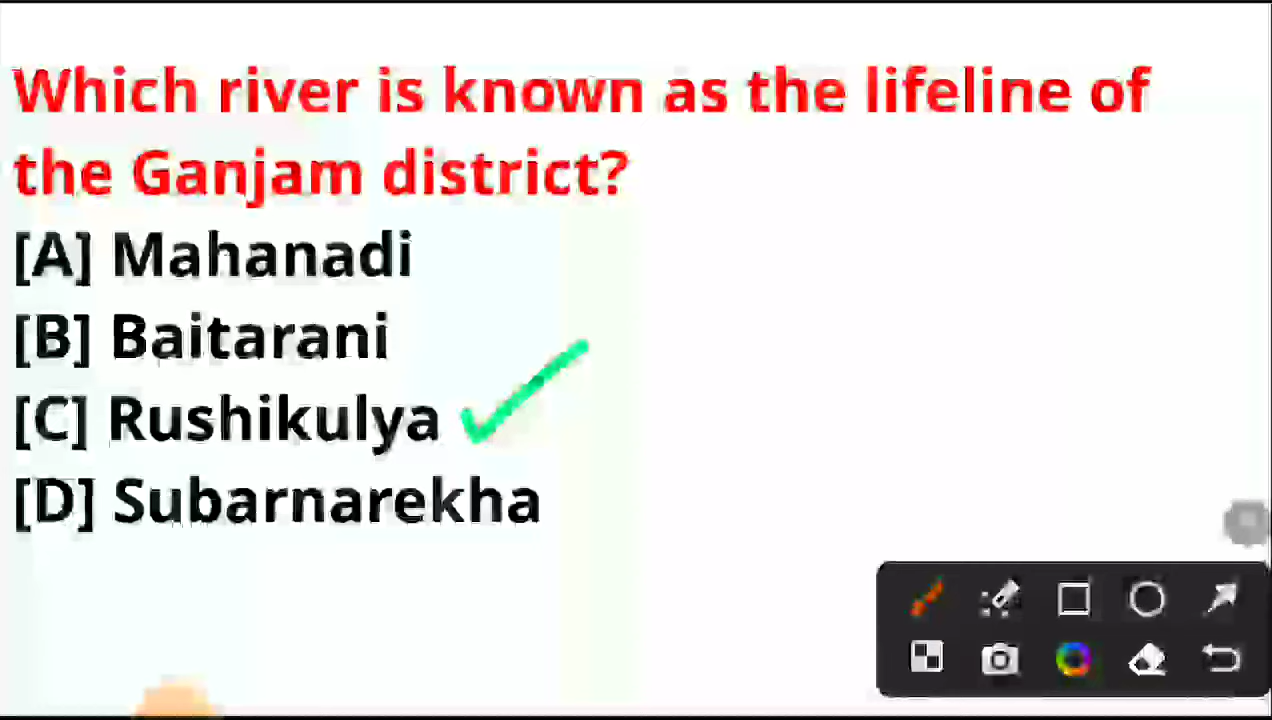 Which river is known as the lifeline of
the Ganjam district?
[A] Mahanadi
[B] Baitarani
[C] Rushikulya
[D] Subarnarekha